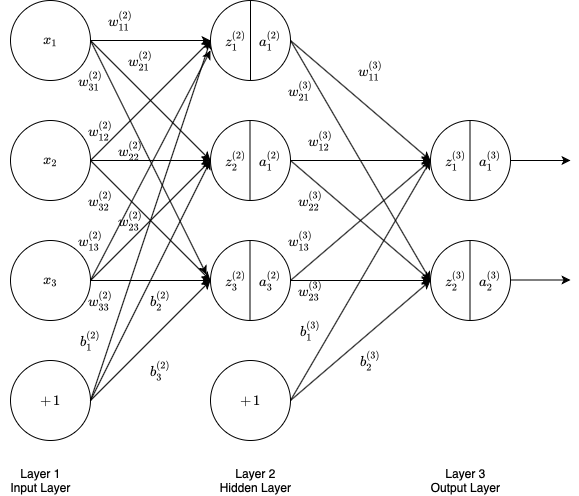 w_{11}^{(2)}
x_1
z_1^{(2)} a_1^{(2)}
w_{21}^{(2)}
w_{31}^{(2)}
w_{11}^{(3)}
w_{21}^{(3)}
w_{12}^{(2)}
w_{12}^{(3)}
w_{22}^{(2)}
x_2
z_2^{(2)} a_1^{(2)}
z_1^{(3)} a_1^{(3)}
w_{32}^{(2)}
w_{22}^{(3)}
w_{23}^{(2)}
w_{13}^{(2)}
w_{13}^{(3)}
x_3
z_3^{(2)} a_3^{(2)}
z_2^{(3)} a_2^{(3)}
w_{33}^{(2)}
b_2^{(2)}
w_{23}^{(3)}
b_1^{(2)}
b_1^{(3)}
b_3^{(2)}
b_2^{(3)}
+1
+1
Layer 1
Input Layer
Layer 2
Hidden Layer
Layer 3
Output Layer